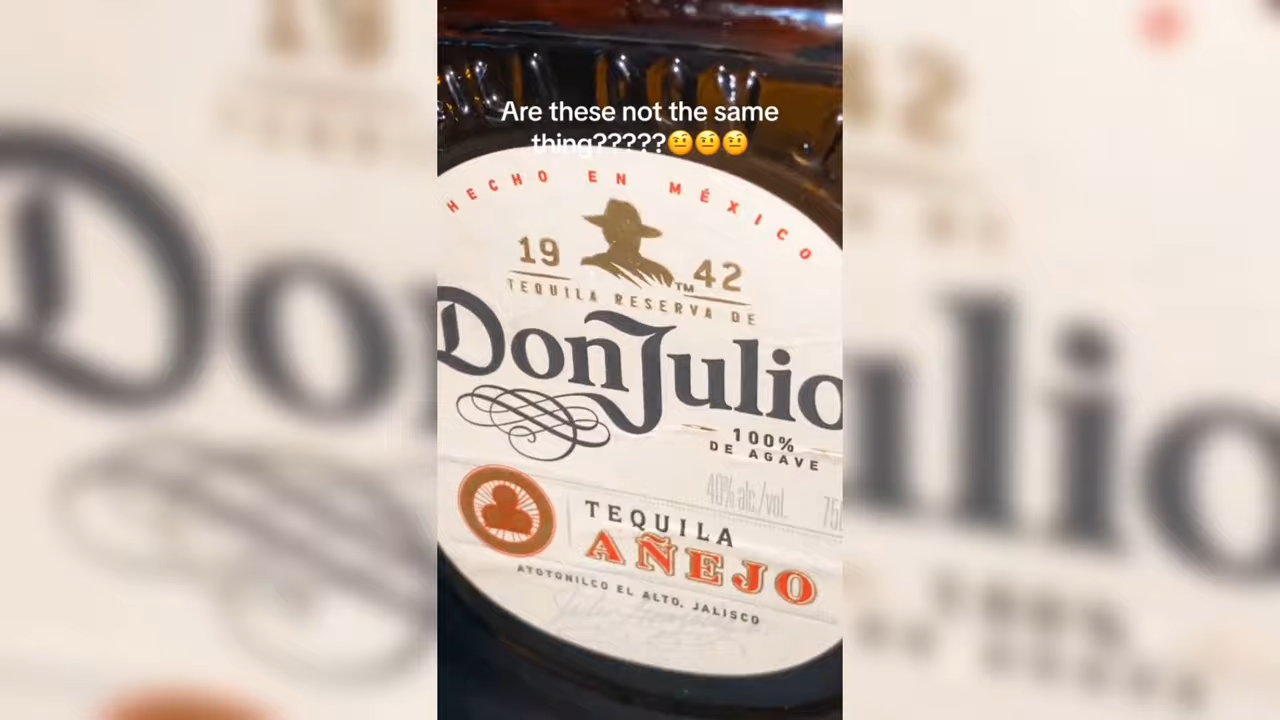 Are these not the same
thing?????🤨🤨🤨
HECHO EN MÉXICO
19 42
TM
TEQUILA RESERVA DE
Don Julio
100%
DE AGAVE
40% alc./vol.
TEQUILA
AÑEJO
ATOTONILCO EL ALTO, JALISCO